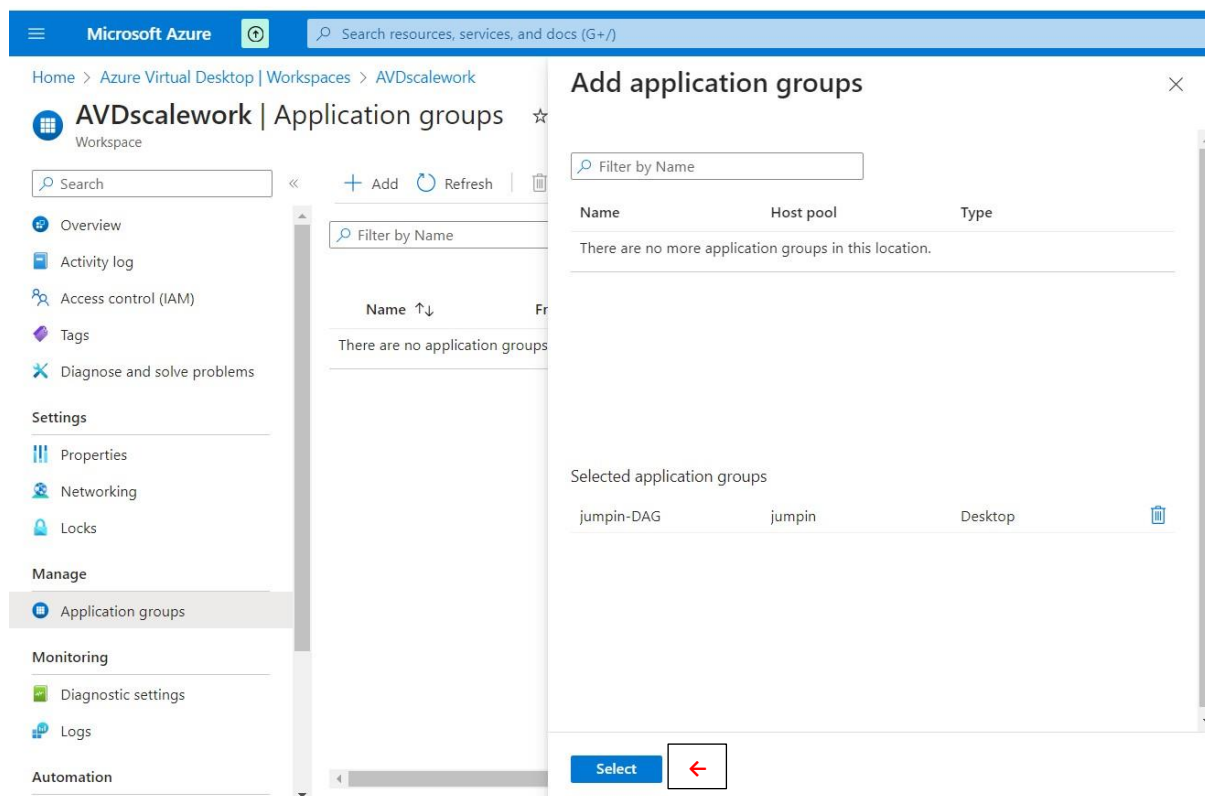 Microsoft Azure
Search resources, services, and docs (G+/)
Home > Azure Virtual Desktop | Workspaces > AVDscalework
AVDscalework | Application groups
Workspace
Search
Overview
Activity log
Access control (IAM)
Tags
Diagnose and solve problems
Settings
Properties
Networking
Locks
Manage
Application groups
Monitoring
Diagnostic settings
Logs
Automation
Add Refresh
Filter by Name
Name Fr
There are no application groups
Add application groups
Filter by Name
Name Host pool Type
There are no more application groups in this location.
Selected application groups
jumpin-DAG jumpin Desktop
Select